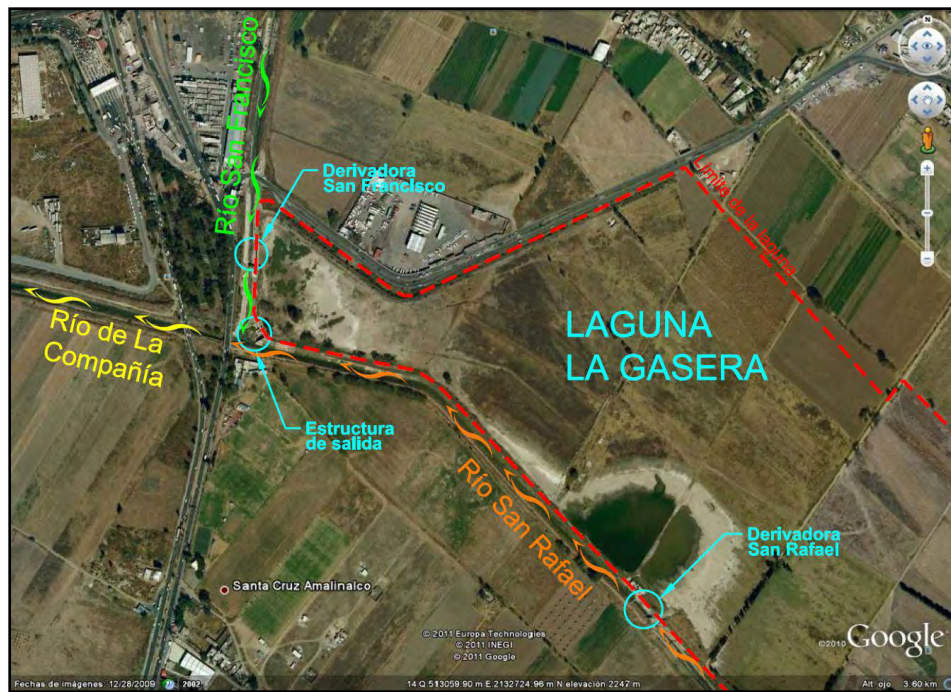 Río San Francisco
Derivadora
San Francisco
Límite de la laguna
Río de La
Compañía
LAGUNA
LA GASERA
Estructura
de salida
Río San Rafael
Derivadora
San Rafael
Santa Cruz Amalinalco
© 2011 Europa Technologies
© 2011 INEGI
© 2011 Google
©2010 Google
Fechas de imágenes: 12/28/2009
2002
14 Q 513059.90 m E 2132724.96 m N elevación 2247 m
Alt. ojo 3.60 km
N